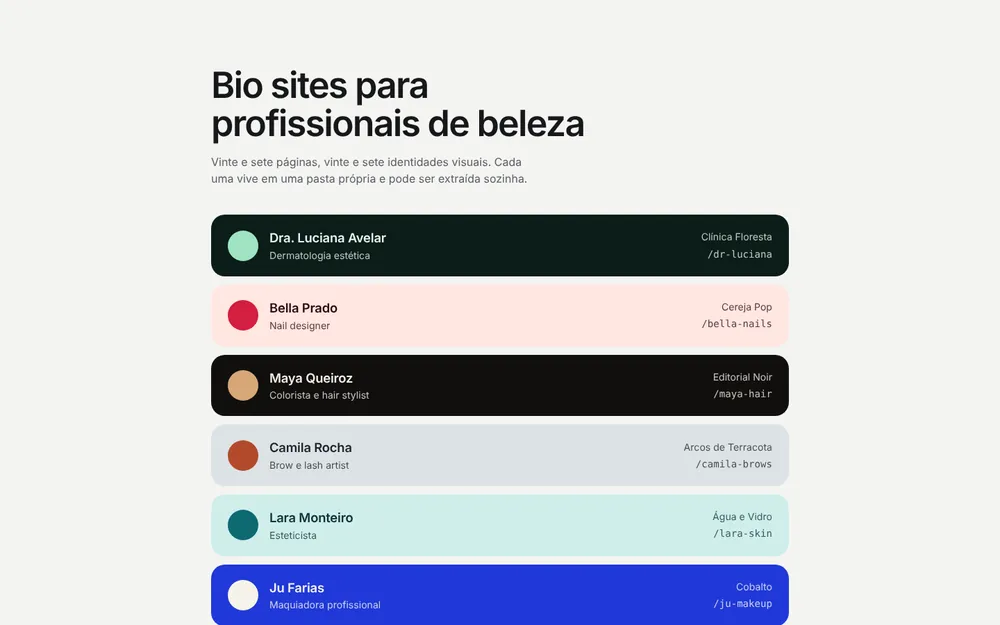 Bio sites para
profissionais de beleza
Vinte e sete páginas, vinte e sete identidades visuais. Cada
uma vive em uma pasta própria e pode ser extraída sozinha.
Dra. Luciana Avelar
Dermatologia estética
Clínica Floresta
/dr-luciana
Bella Prado
Nail designer
Cereja Pop
/bella-nails
Maya Queiroz
Colorista e hair stylist
Editorial Noir
/maya-hair
Camila Rocha
Brow e lash artist
Arcos de Terracota
/camila-brows
Lara Monteiro
Esteticista
Água e Vidro
/lara-skin
Ju Farias
Maquiadora profissional
Cobalto
/ju-makeup